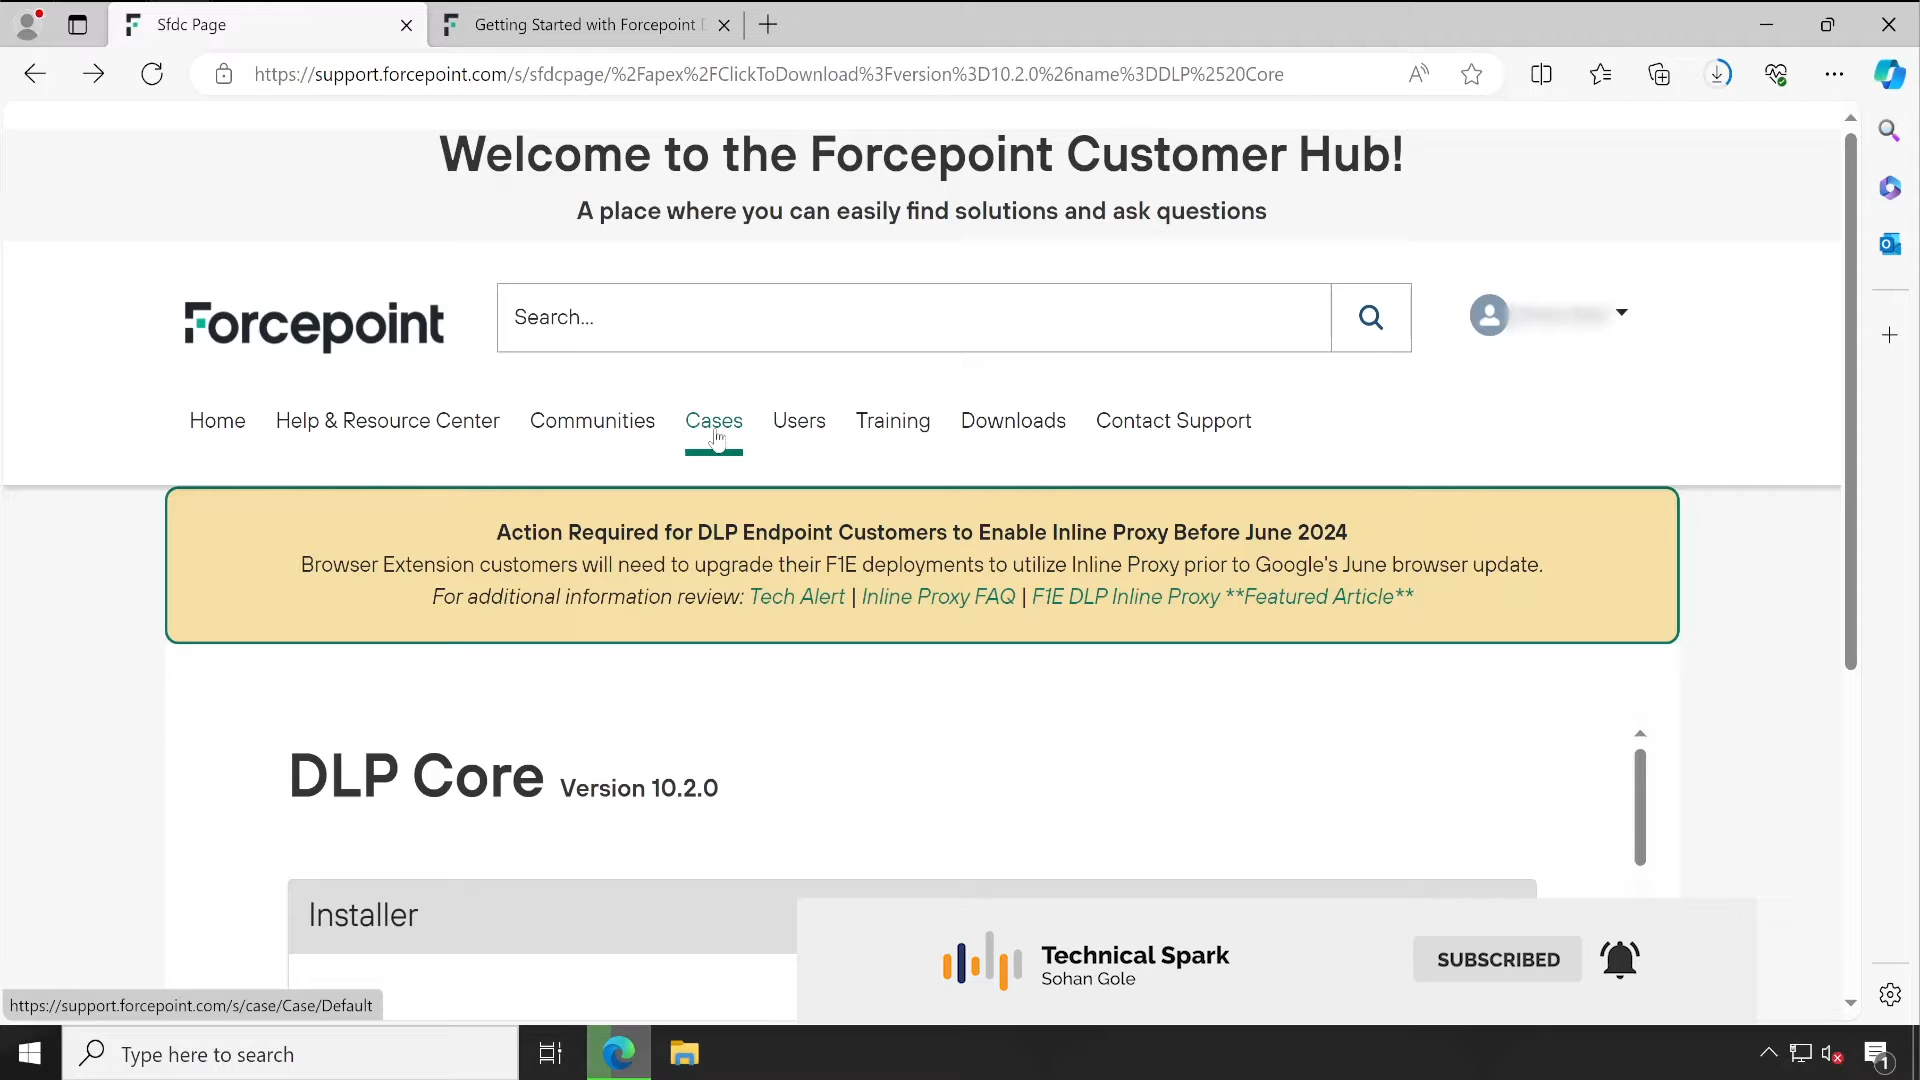 Sfdc Page
Getting Started with Forcepoint
https://support.forcepoint.com/s/sfdcpage/%2Fapex%2FClickToDownload%3Fversion%3D10.2.0%26name%3DDLP%2520Core
Welcome to the Forcepoint Customer Hub!
A place where you can easily find solutions and ask questions
Forcepoint
Search...
Home Help & Resource Center Communities Cases Users Training Downloads Contact Support
Action Required for DLP Endpoint Customers to Enable Inline Proxy Before June 2024
Browser Extension customers will need to upgrade their F1E deployments to utilize Inline Proxy prior to Google's June browser update.
For additional information review: Tech Alert | Inline Proxy FAQ | F1E DLP Inline Proxy **Featured Article**
DLP Core Version 10.2.0
Installer
Technical Spark
Sohan Gole
SUBSCRIBED
https://support.forcepoint.com/s/case/Case/Default
Type here to search
1